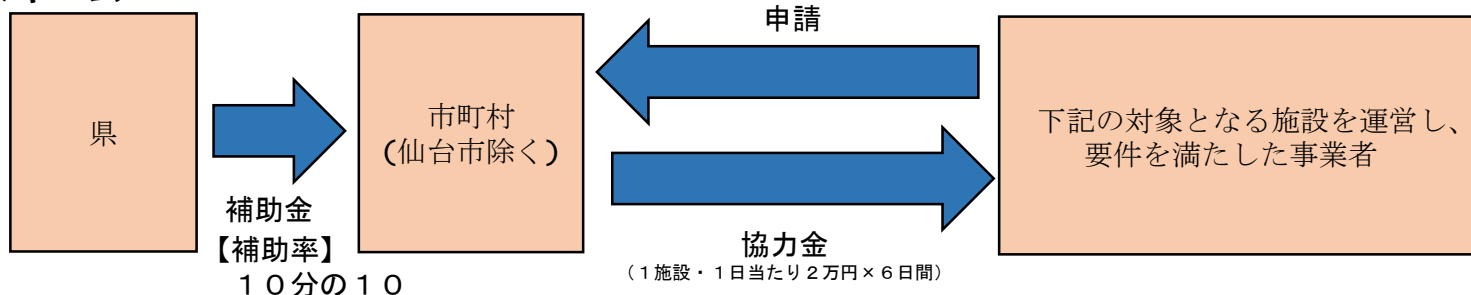 県
補助金
【補助率】
１０分の１０
市町村
(仙台市除く)
申請
協力金
（１施設・１日当たり２万円×６日間）
下記の対象となる施設を運営し、
要件を満たした事業者